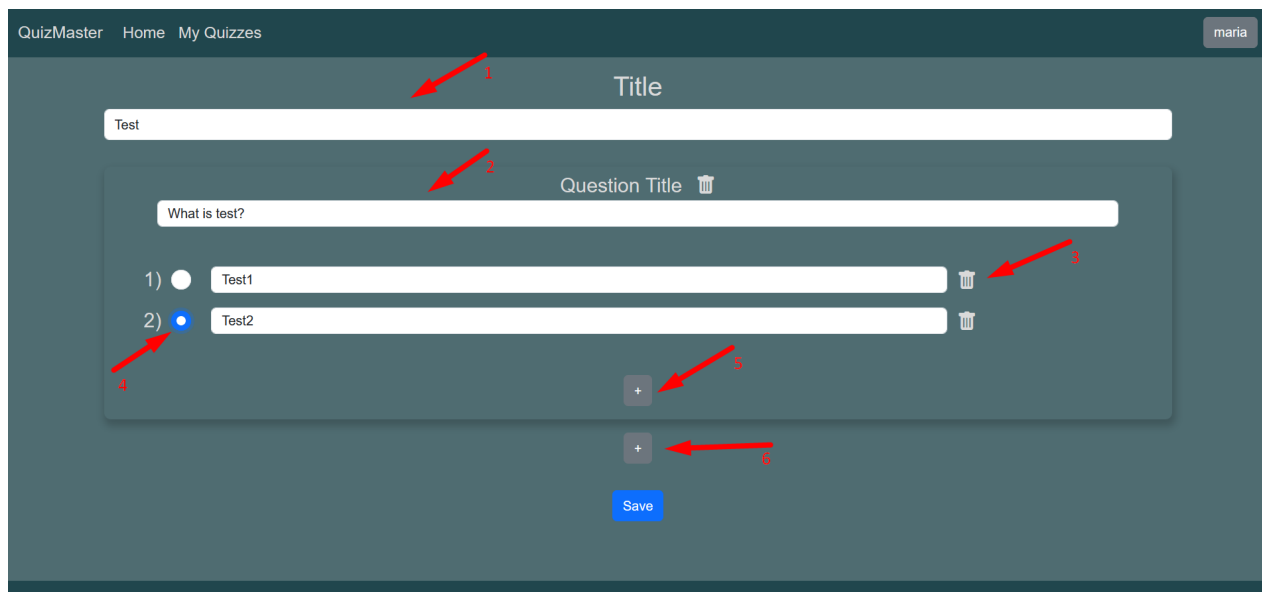 QuizMaster Home My Quizzes maria
1
Title
Test
2
Question Title
What is test?
3
1) Test1
2) Test2
4
5
+
+
6
Save